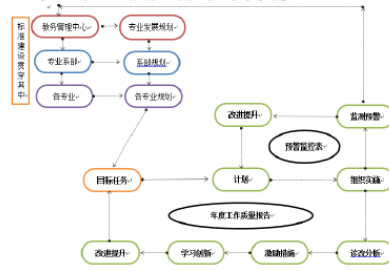 标准建设贯穿其中
教务管理中心
专业发展规划
专业系部
系部规划
各专业
各专业规划
改进提升
监测预警
预警监控表
目标任务
计划
组织实施
年度工作质量报告
改进提升
学习创新
激励措施
诊改分析